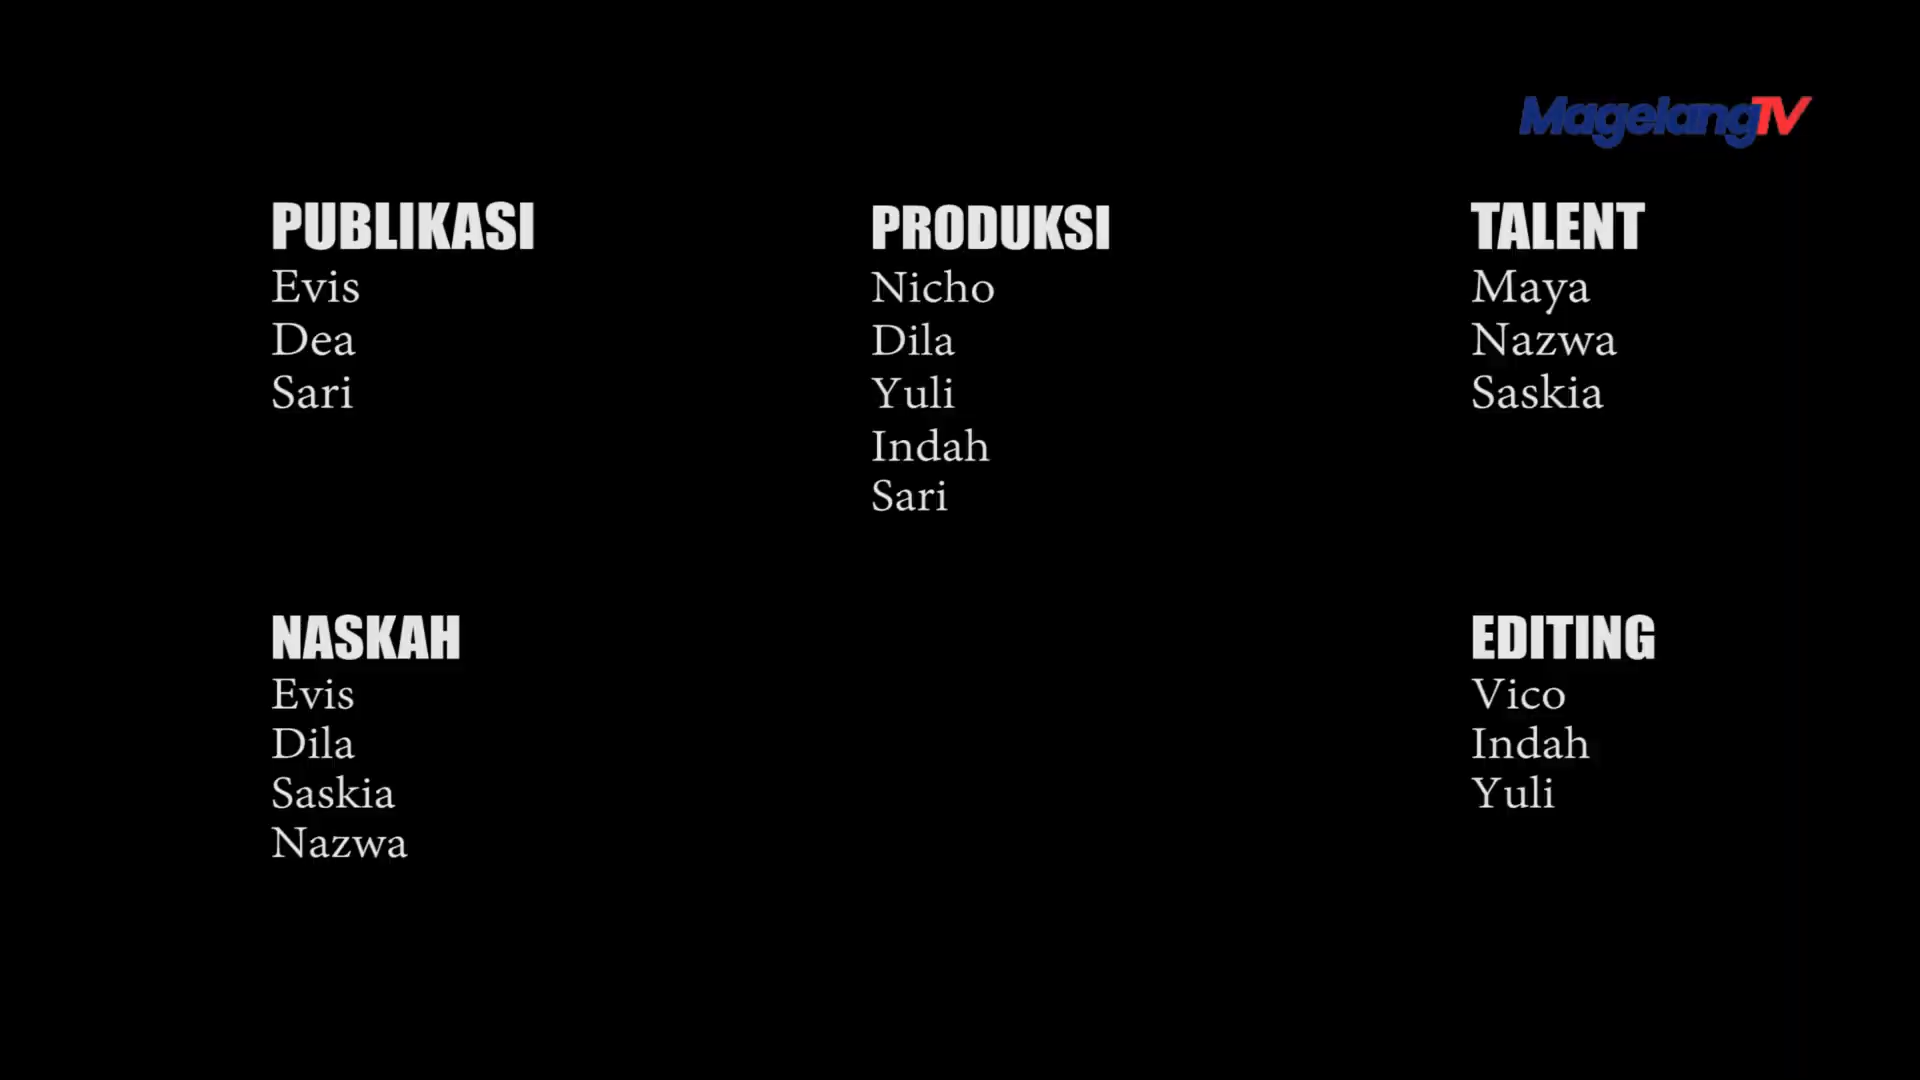 MagelangTV
PUBLIKASI
Evis
Dea
Sari
PRODUKSI
Nicho
Dila
Yuli
Indah
Sari
TALENT
Maya
Nazwa
Saskia
NASKAH
Evis
Dila
Saskia
Nazwa
EDITING
Vico
Indah
Yuli